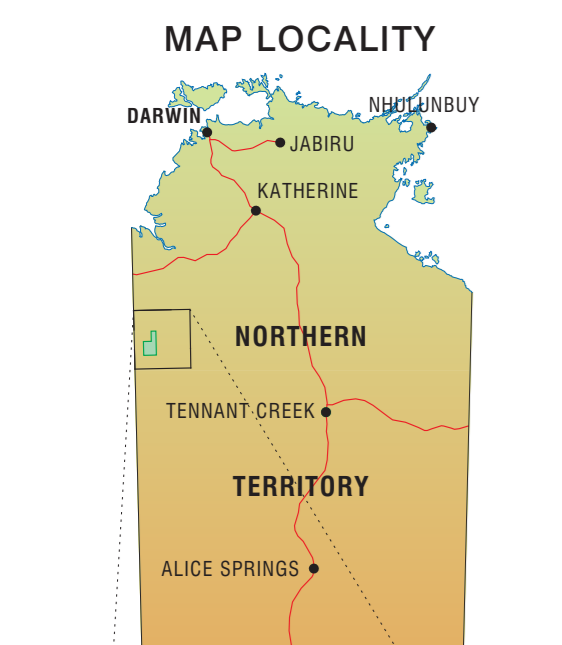 MAP LOCALITY
NHULUNBUY
DARWIN
JABIRU
KATHERINE
NORTHERN
TENNANT CREEK
TERRITORY
ALICE SPRINGS